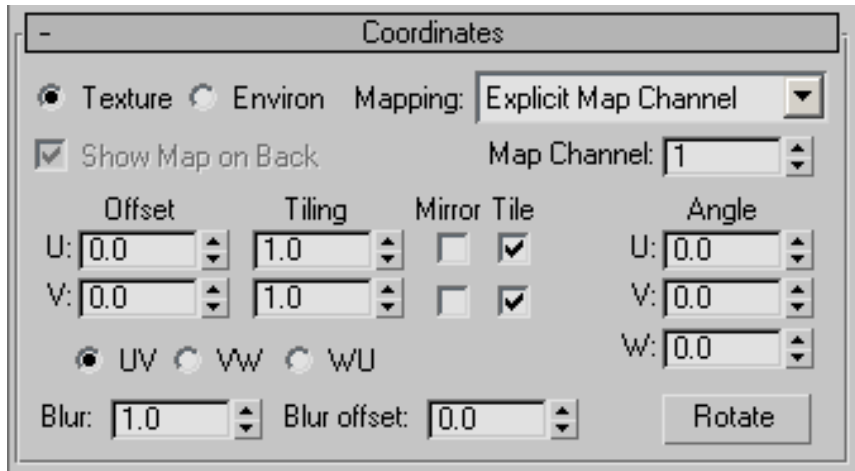 - Coordinates
Texture Environ Mapping: Explicit Map Channel
Show Map on Back Map Channel: 1
Offset Tiling Mirror Tile Angle
U: 0.0 1.0 U: 0.0
V: 0.0 1.0 V: 0.0
W: 0.0
UV VW WU
Blur: 1.0 Blur offset: 0.0 Rotate